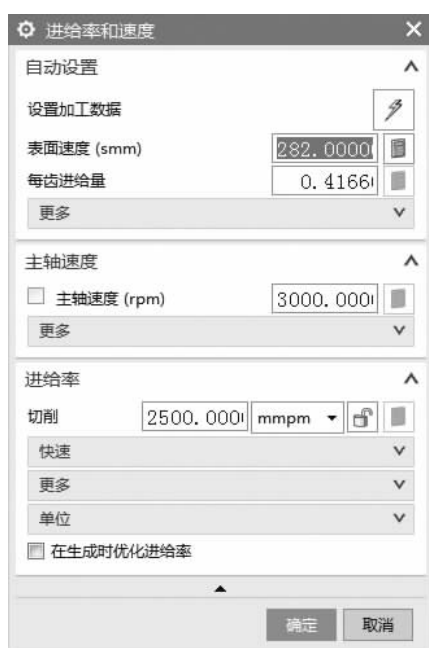 进给率和速度
自动设置
设置加工数据
表面速度 (smm) 282.0000
每齿进给量 0.4166
更多
主轴速度
主轴速度 (rpm) 3000.000
更多
进给率
切削 2500.000 mmpm
快速
更多
单位
在生成时优化进给率
确定 取消